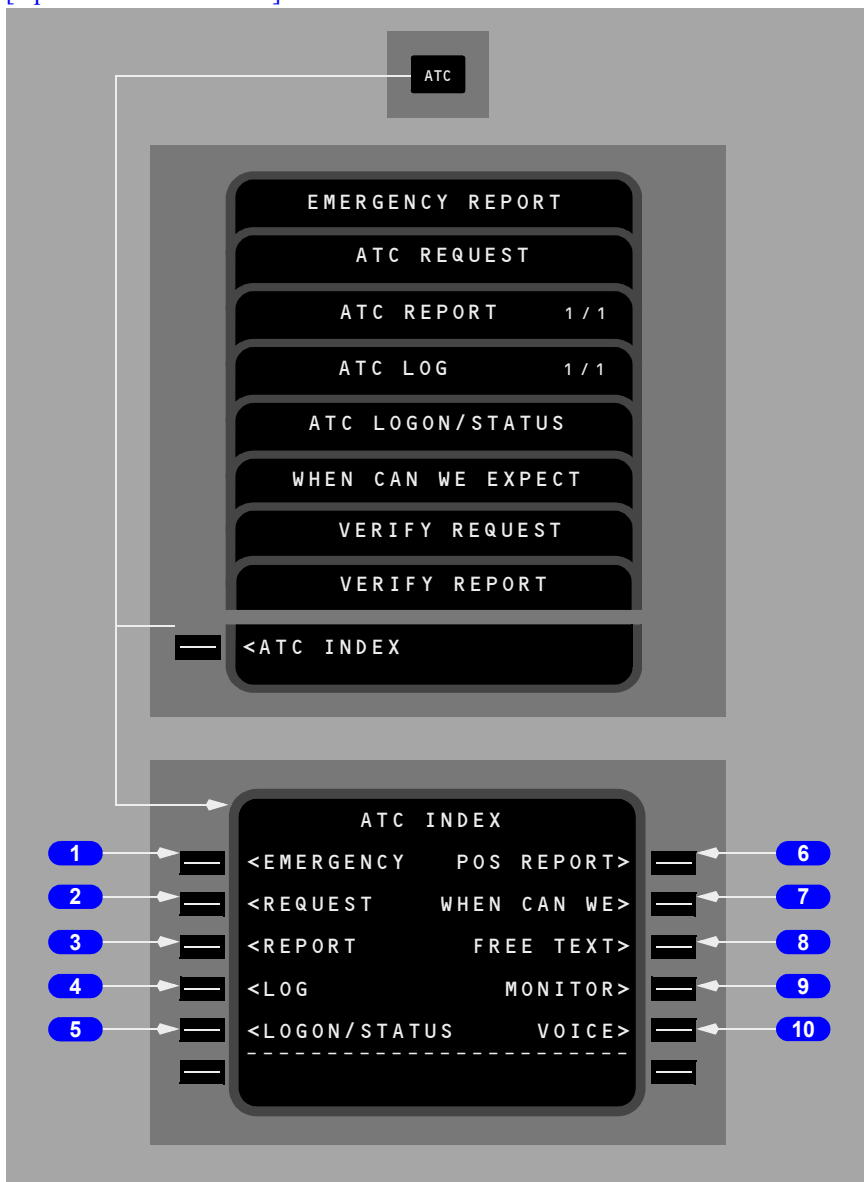 ATC
EMERGENCY REPORT
ATC REQUEST
ATC REPORT 1/1
ATC LOG 1/1
ATC LOGON/STATUS
WHEN CAN WE EXPECT
VERIFY REQUEST
VERIFY REPORT
<ATC INDEX
ATC INDEX
1 <EMERGENCY POS REPORT> 6
2 <REQUEST WHEN CAN WE> 7
3 <REPORT FREE TEXT> 8
4 <LOG MONITOR> 9
5 <LOGON/STATUS VOICE> 10
------------------------